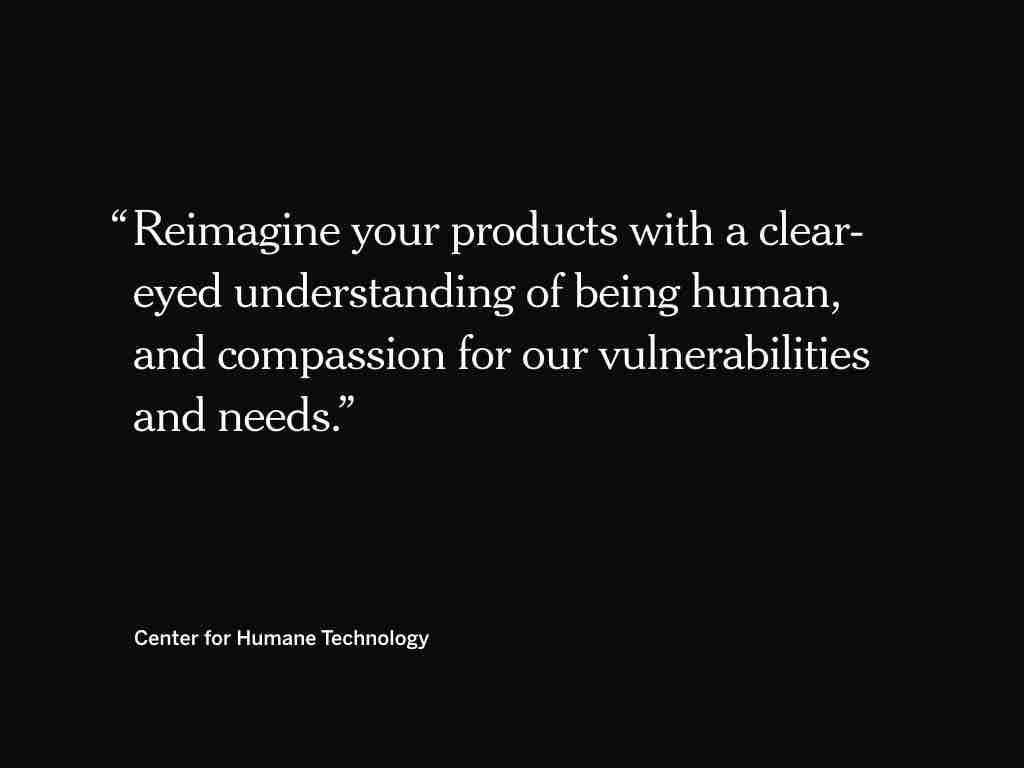 “Reimagine your products with a clear-
eyed understanding of being human,
and compassion for our vulnerabilities
and needs.”
Center for Humane Technology